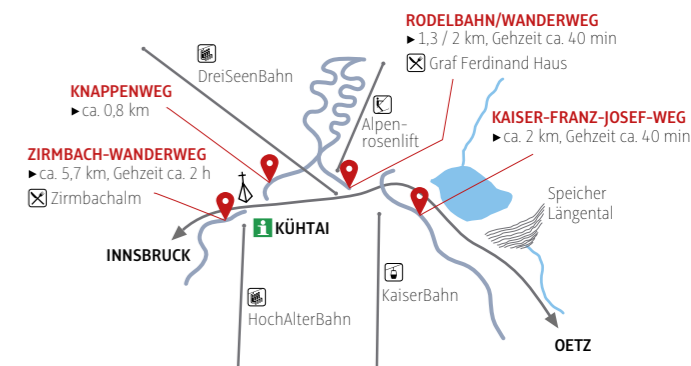 RODELBAHN/WANDERWEG
▸ 1,3 / 2 km, Gehzeit ca. 40 min
Graf Ferdinand Haus
DreiSeenBahn
KNAPPENWEG
▸ ca. 0,8 km
Alpen-
rosenlift
KAISER-FRANZ-JOSEF-WEG
▸ ca. 2 km, Gehzeit ca. 40 min
ZIRMBACH-WANDERWEG
▸ ca. 5,7 km, Gehzeit ca. 2 h
Zirmbachalm
Speicher
Längental
i KÜHTAI
INNSBRUCK
KaiserBahn
HochAlterBahn
OETZ